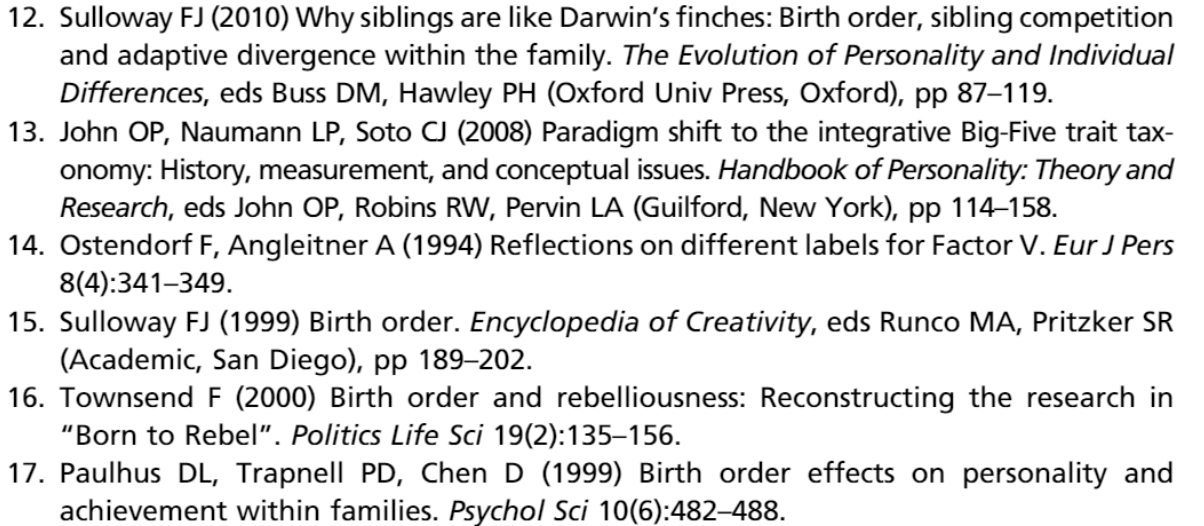 12. Sulloway FJ (2010) Why siblings are like Darwin’s finches: Birth order, sibling competition
and adaptive divergence within the family. The Evolution of Personality and Individual
Differences, eds Buss DM, Hawley PH (Oxford Univ Press, Oxford), pp 87–119.
13. John OP, Naumann LP, Soto CJ (2008) Paradigm shift to the integrative Big-Five trait tax-
onomy: History, measurement, and conceptual issues. Handbook of Personality: Theory and
Research, eds John OP, Robins RW, Pervin LA (Guilford, New York), pp 114–158.
14. Ostendorf F, Angleitner A (1994) Reflections on different labels for Factor V. Eur J Pers
8(4):341–349.
15. Sulloway FJ (1999) Birth order. Encyclopedia of Creativity, eds Runco MA, Pritzker SR
(Academic, San Diego), pp 189–202.
16. Townsend F (2000) Birth order and rebelliousness: Reconstructing the research in
“Born to Rebel”. Politics Life Sci 19(2):135–156.
17. Paulhus DL, Trapnell PD, Chen D (1999) Birth order effects on personality and
achievement within families. Psychol Sci 10(6):482–488.